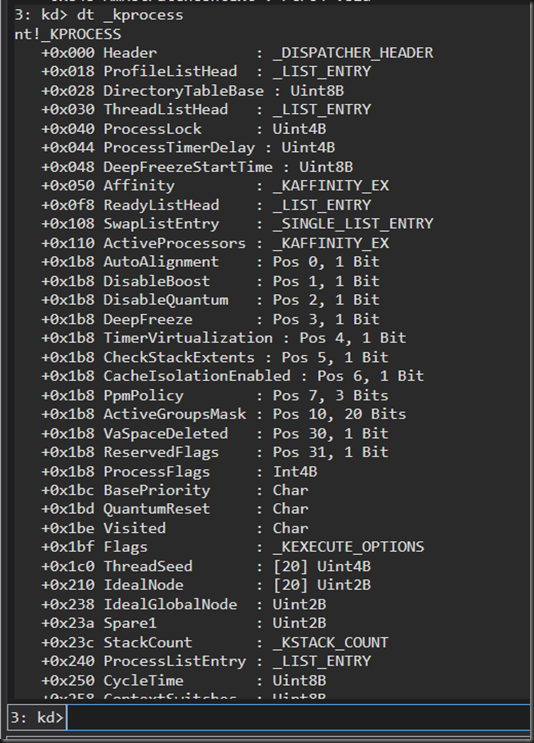 3: kd> dt _kprocess
nt!_KPROCESS
+0x000 Header : _DISPATCHER_HEADER
+0x018 ProfileListHead : _LIST_ENTRY
+0x028 DirectoryTableBase : Uint8B
+0x030 ThreadListHead : _LIST_ENTRY
+0x040 ProcessLock : Uint4B
+0x044 ProcessTimerDelay : Uint4B
+0x048 DeepFreezeStartTime : Uint8B
+0x050 Affinity : _KAFFINITY_EX
+0x0f8 ReadyListHead : _LIST_ENTRY
+0x108 SwapListEntry : _SINGLE_LIST_ENTRY
+0x110 ActiveProcessors : _KAFFINITY_EX
+0x1b8 AutoAlignment : Pos 0, 1 Bit
+0x1b8 DisableBoost : Pos 1, 1 Bit
+0x1b8 DisableQuantum : Pos 2, 1 Bit
+0x1b8 DeepFreeze : Pos 3, 1 Bit
+0x1b8 TimerVirtualization : Pos 4, 1 Bit
+0x1b8 CheckStackExtents : Pos 5, 1 Bit
+0x1b8 CacheIsolationEnabled : Pos 6, 1 Bit
+0x1b8 PpmPolicy : Pos 7, 3 Bits
+0x1b8 ActiveGroupsMask : Pos 10, 20 Bits
+0x1b8 VaSpaceDeleted : Pos 30, 1 Bit
+0x1b8 ReservedFlags : Pos 31, 1 Bit
+0x1b8 ProcessFlags : Int4B
+0x1bc BasePriority : Char
+0x1bd QuantumReset : Char
+0x1be Visited : Char
+0x1bf Flags : _KEXECUTE_OPTIONS
+0x1c0 ThreadSeed : [20] Uint4B
+0x210 IdealNode : [20] Uint2B
+0x238 IdealGlobalNode : Uint2B
+0x23a Spare1 : Uint2B
+0x23c StackCount : _KSTACK_COUNT
+0x240 ProcessListEntry : _LIST_ENTRY
+0x250 CycleTime : Uint8B
+0x258 ContextSwitches : Uint8B
3: kd>